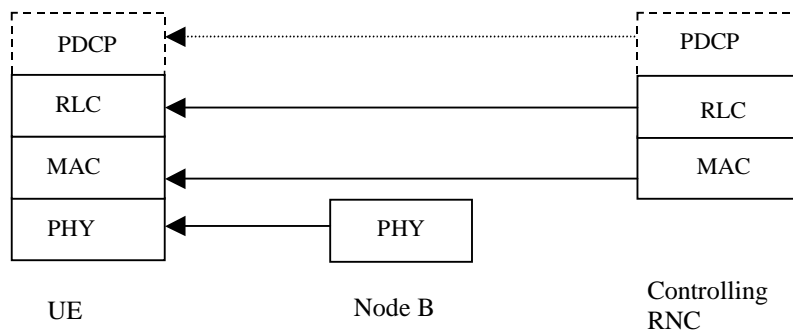 PDCP
PDCP
RLC
RLC
MAC
MAC
PHY
PHY
UE
Node B
Controlling
RNC